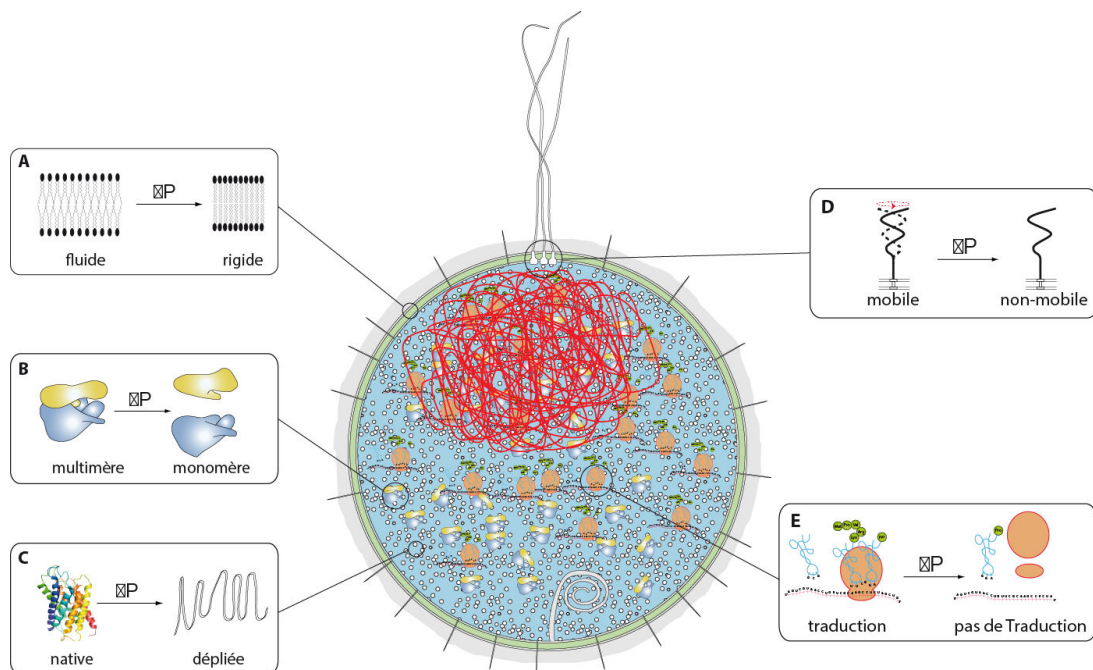 A
☒P
fluide
rigide
B
☒P
multimère
monomère
C
☒P
native
dépliée
D
☒P
mobile
non-mobile
E
☒P
traduction
pas de Traduction